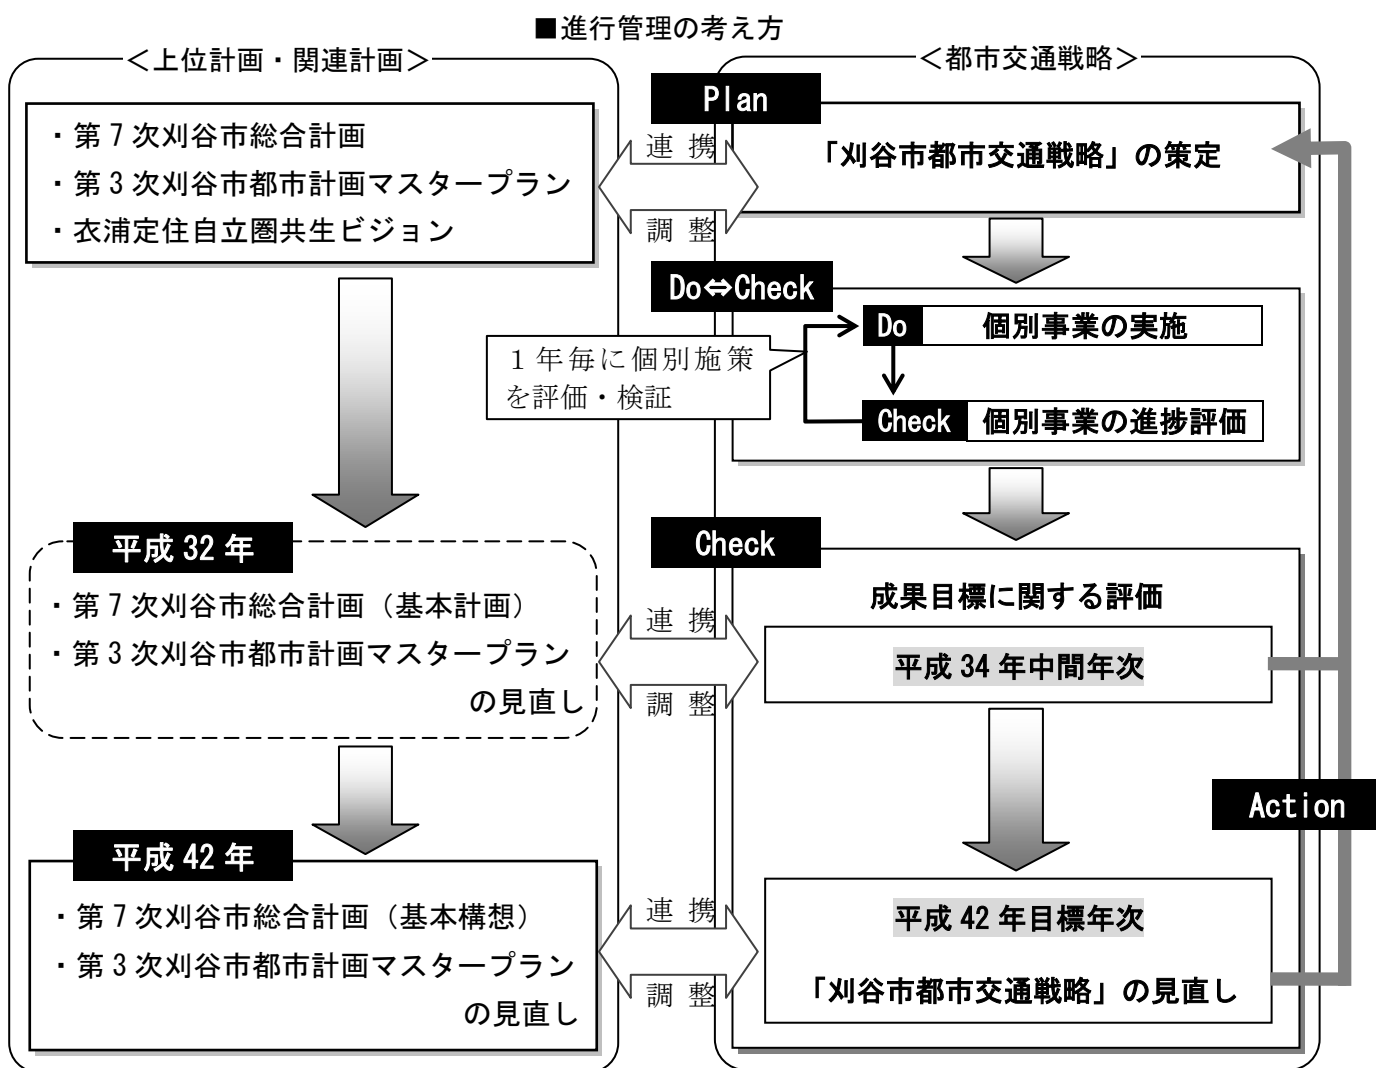 ■進行管理の考え方
＜上位計画・関連計画＞
・第７次刈谷市総合計画
・第３次刈谷市都市計画マスタープラン
・衣浦定住自立圏共生ビジョン
平成 32 年
・第７次刈谷市総合計画（基本計画）
・第３次刈谷市都市計画マスタープラン
の見直し
平成 42 年
・第７次刈谷市総合計画（基本構想）
・第３次刈谷市都市計画マスタープラン
の見直し
連 携
調 整
連 携
調 整
連 携
調 整
＜都市交通戦略＞
Plan
「刈谷市都市交通戦略」の策定
Do⇔Check
Do
個別事業の実施
Check
個別事業の進捗評価
１年毎に個別施策
を評価・検証
Check
成果目標に関する評価
平成 34 年中間年次
Action
平成 42 年目標年次
「刈谷市都市交通戦略」の見直し